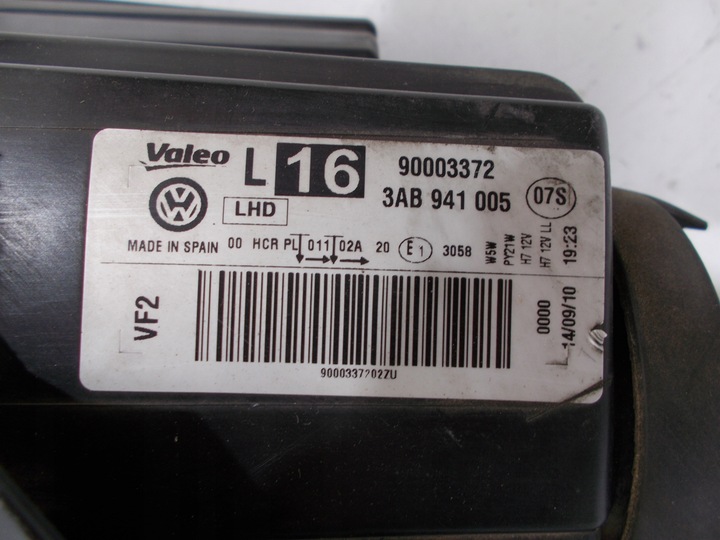 Valeo L 16 90003372
LHD 3AB 941 005 07S
MADE IN SPAIN 00 HCR PL 011 02A 20 E1 3058
W5W
PY21W
H7 12V
H7 12V LL
19:23
VF2
0000
14/09/10
9000337202ZU